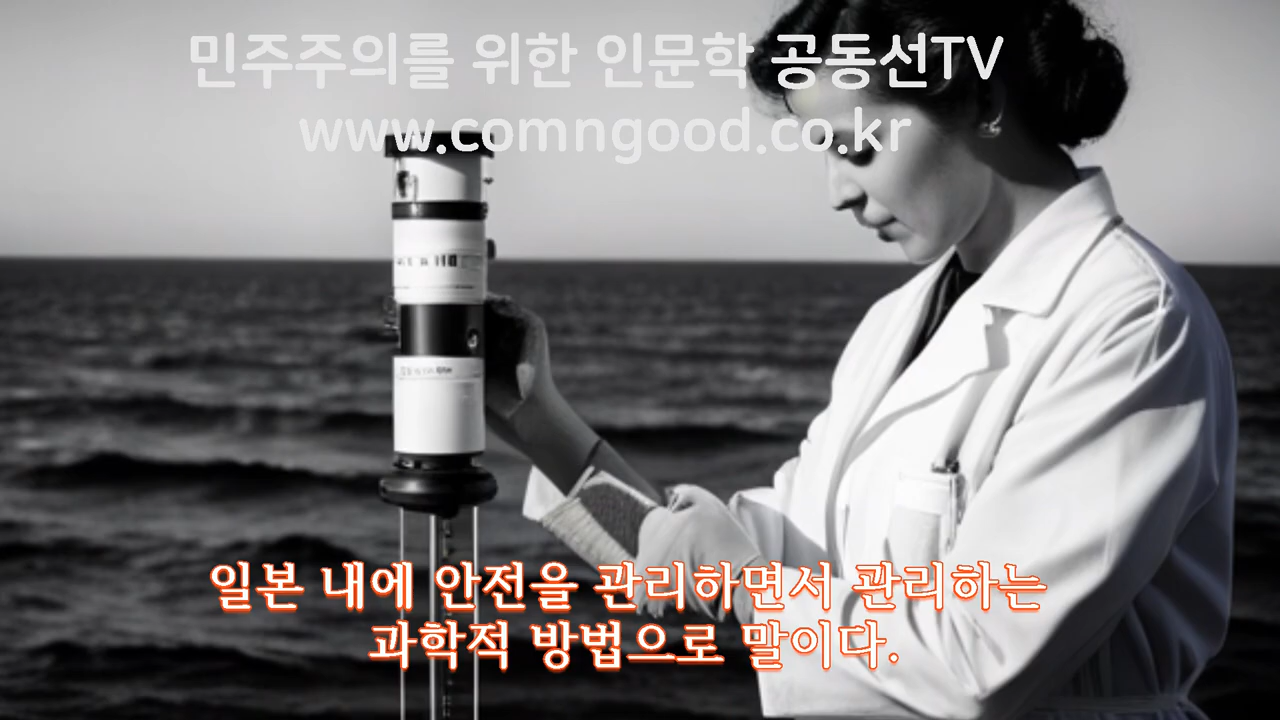 민주주의를 위한 인문학 공동선TV
www.comngood.co.kr
일본 내에 안전을 관리하면서 관리하는
과학적 방법으로 말이다.